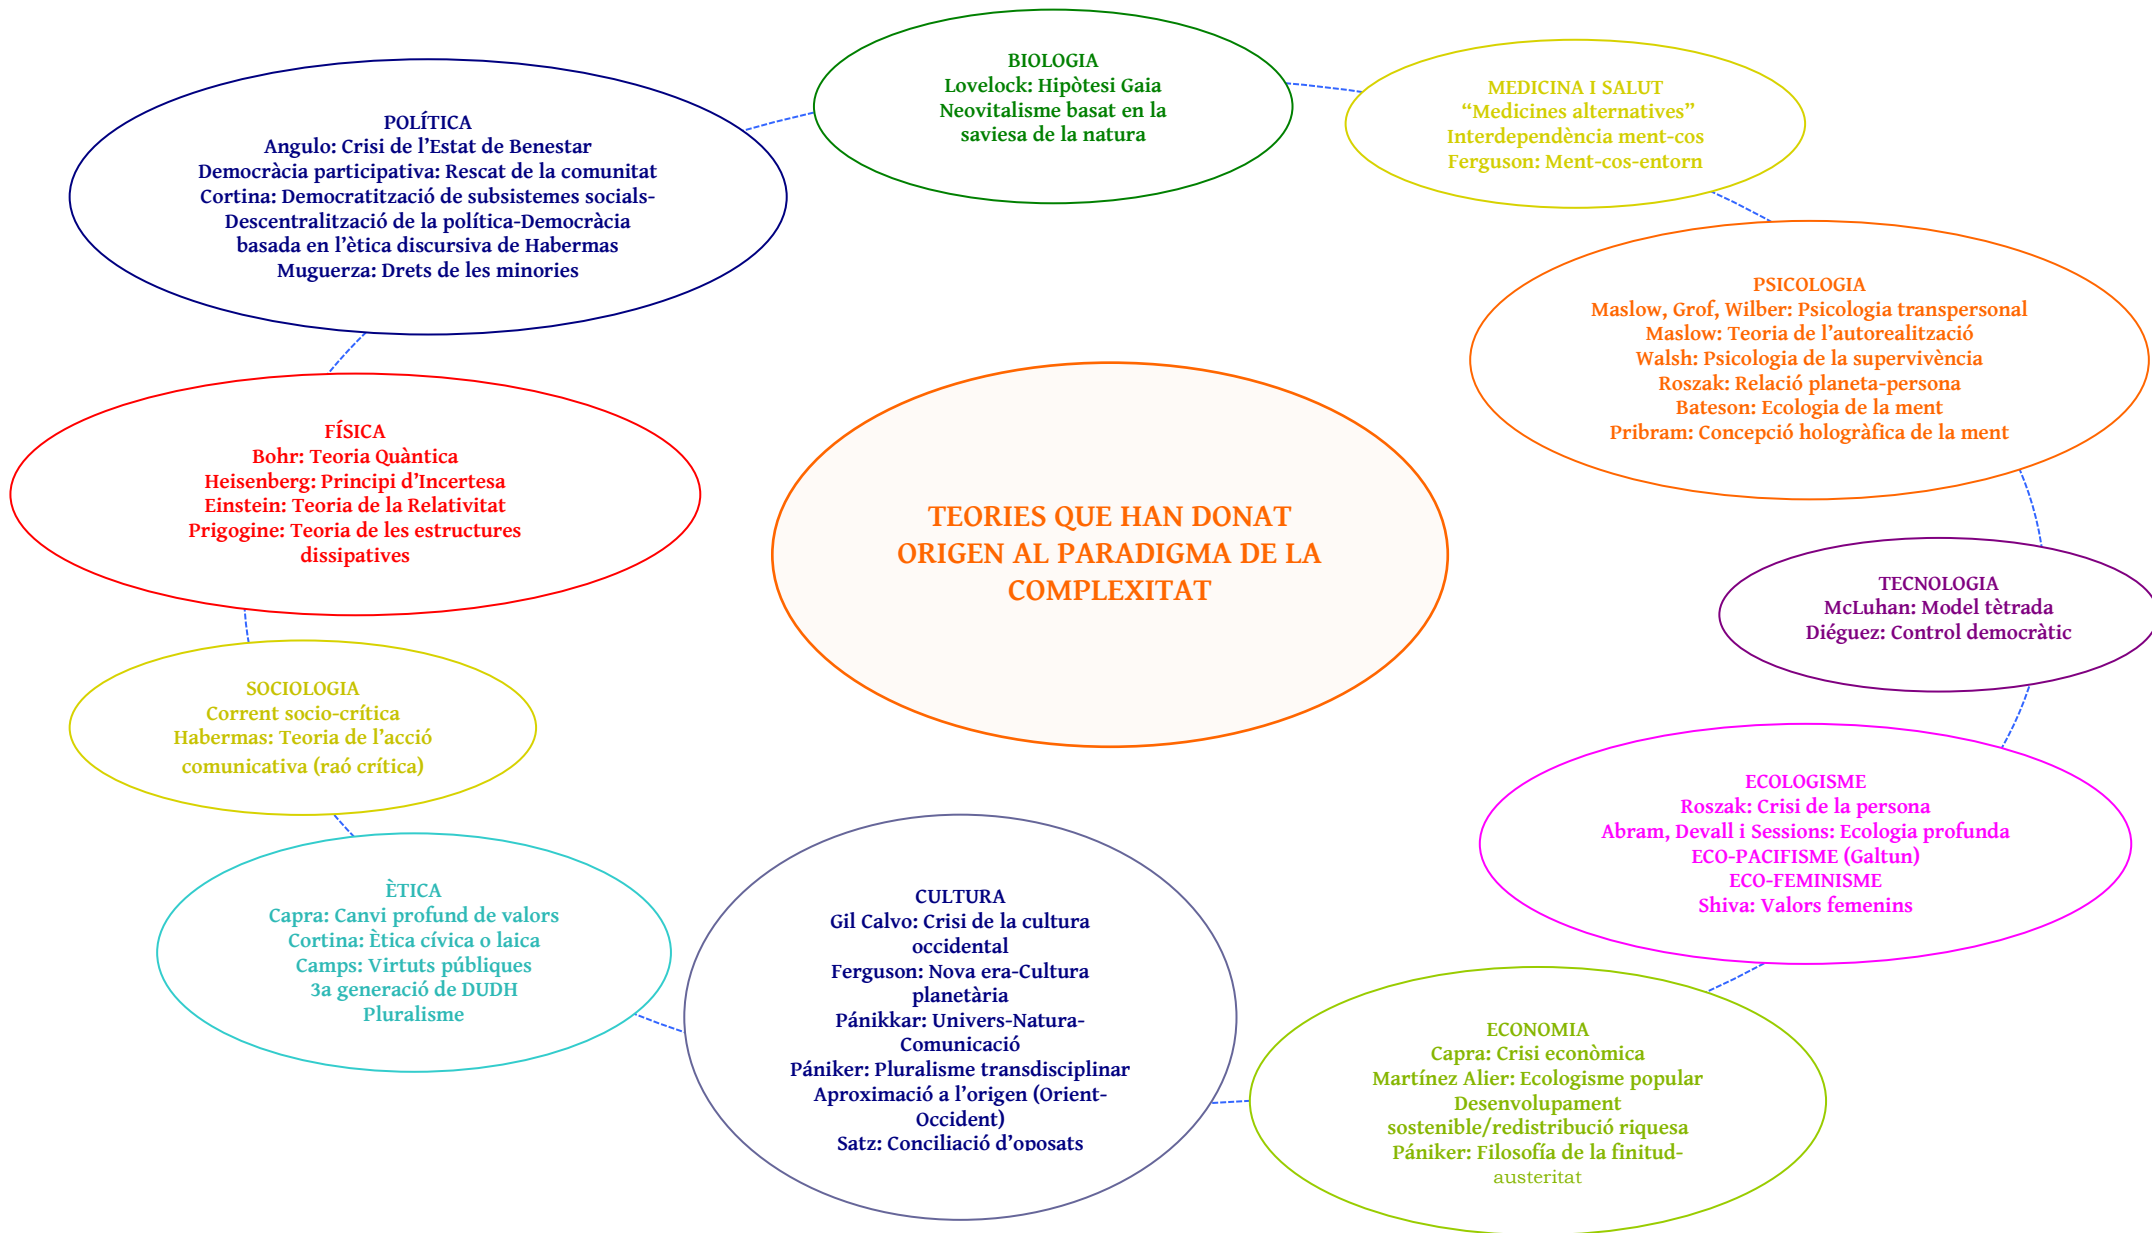 BIOLOGIA
Lovelock: Hipòtesi Gaia
Neovitalisme basat en la
saviesa de la natura
MEDICINA I SALUT
“Medicines alternatives”
Interdependència ment-cos
Ferguson: Ment-cos-entorn
POLÍTICA
Angulo: Crisi de l’Estat de Benestar
Democràcia participativa: Rescat de la comunitat
Cortina: Democratització de subsistemes socials-
Descentralització de la política-Democràcia
basada en l’ètica discursiva de Habermas
Muguerza: Drets de les minories
PSICOLOGIA
Maslow, Grof, Wilber: Psicologia transpersonal
Maslow: Teoria de l’autorealització
Walsh: Psicologia de la supervivència
Roszak: Relació planeta-persona
Bateson: Ecologia de la ment
Pribram: Concepció hologràfica de la ment
FÍSICA
Bohr: Teoria Quàntica
Heisenberg: Principi d’Incertesa
Einstein: Teoria de la Relativitat
Prigogine: Teoria de les estructures
dissipatives
TEORIES QUE HAN DONAT
ORIGEN AL PARADIGMA DE LA
COMPLEXITAT
TECNOLOGIA
McLuhan: Model tètrada
Diéguez: Control democràtic
SOCIOLOGIA
Corrent socio-crítica
Habermas: Teoria de l’acció
comunicativa (raó crítica)
ECOLOGISME
Roszak: Crisi de la persona
Abram, Devall i Sessions: Ecologia profunda
ECO-PACIFISME (Galtun)
ECO-FEMINISME
Shiva: Valors femenins
ÈTICA
Capra: Canvi profund de valors
Cortina: Ètica cívica o laica
Camps: Virtuts públiques
3a generació de DUDH
Pluralisme
CULTURA
Gil Calvo: Crisi de la cultura
occidental
Ferguson: Nova era-Cultura
planetària
Pánikkar: Univers-Natura-
Comunicació
Pániker: Pluralisme transdisciplinar
Aproximació a l’origen (Orient-
Occident)
Satz: Conciliació d’oposats
ECONOMIA
Capra: Crisi econòmica
Martínez Alier: Ecologisme popular
Desenvolupament
sostenible/redistribució riquesa
Pániker: Filosofía de la finitud-
austeritat